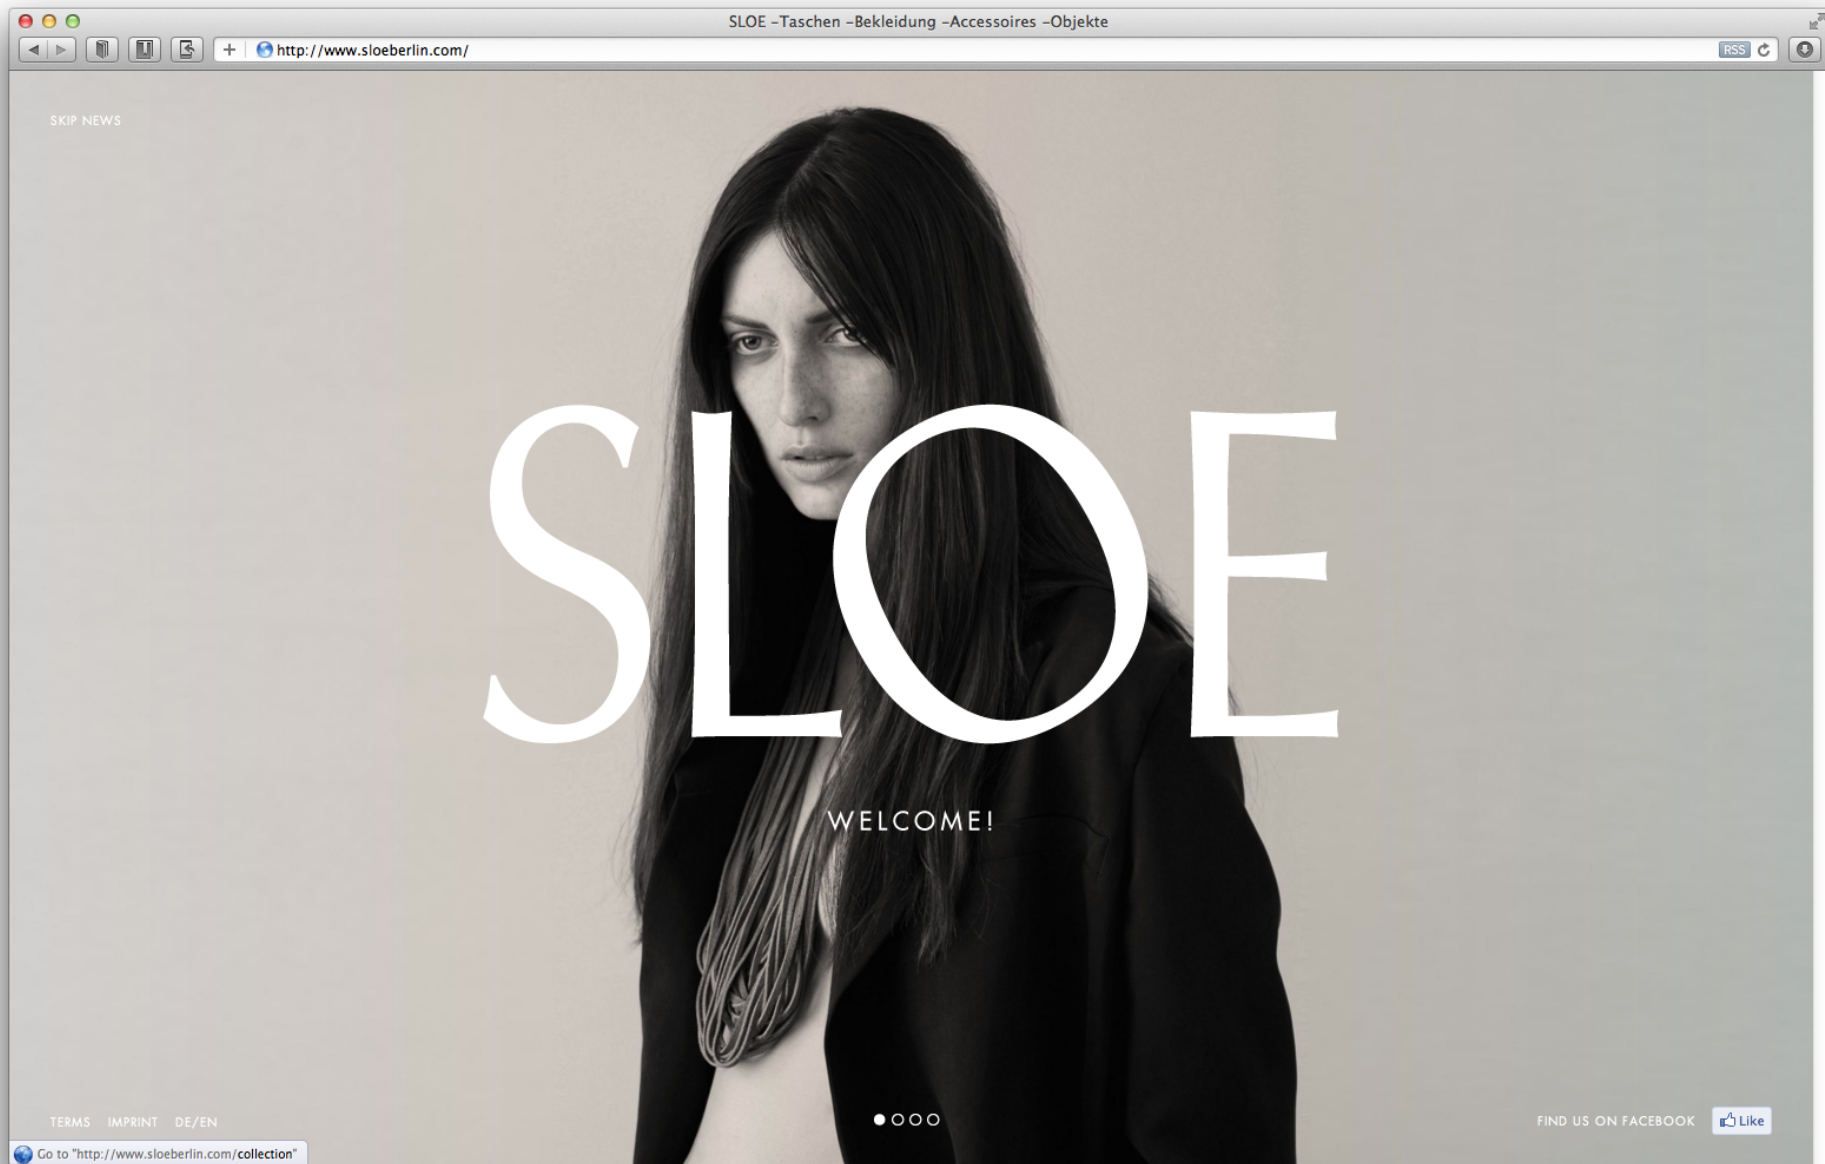 SLOE –Taschen –Bekleidung –Accessoires –Objekte
http://www.sloeberlin.com/
RSS
SKIP NEWS
SLOE
WELCOME!
TERMS IMPRINT DE/EN
FIND US ON FACEBOOK Like
Go to "http://www.sloeberlin.com/collection"